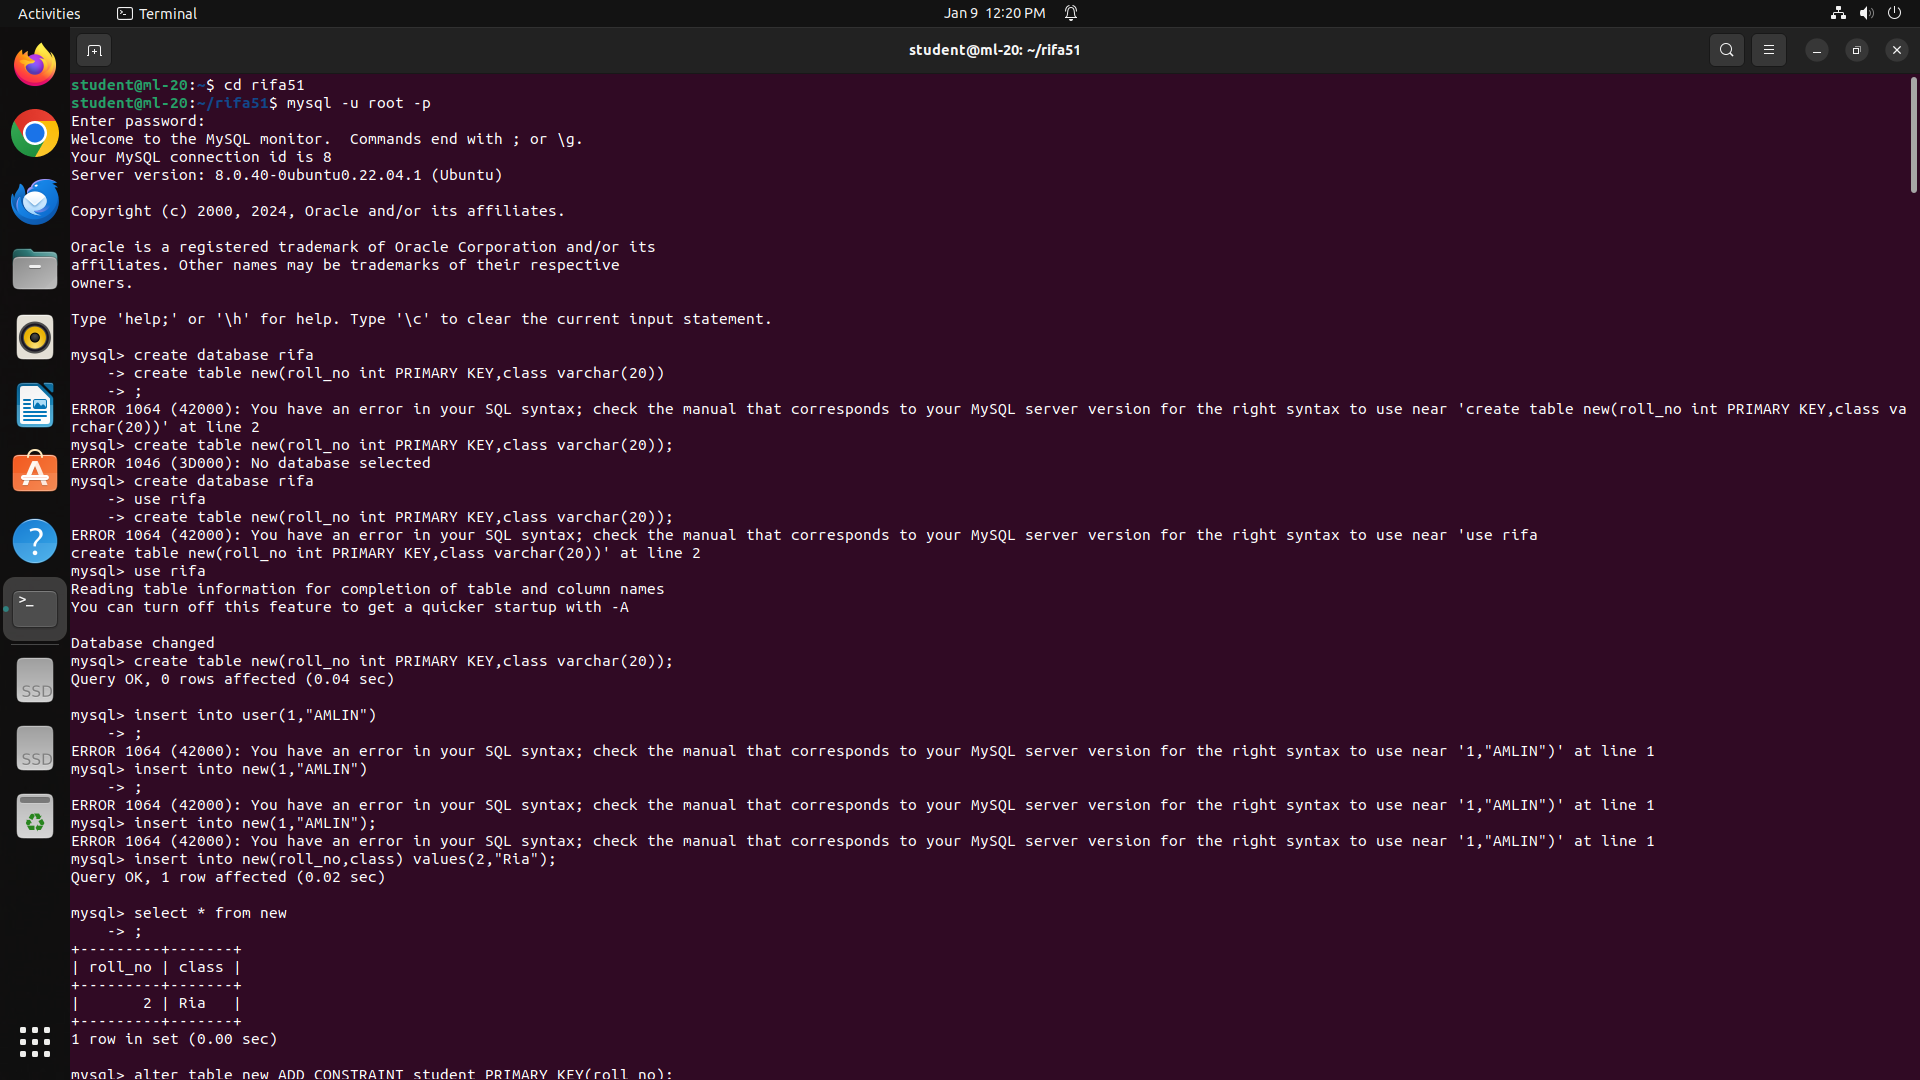 Activities
Terminal
Jan 9 12:20 PM
student@ml-20: ~/rifa51
student@ml-20:~$ cd rifa51
student@ml-20:~/rifa51$ mysql -u root -p
Enter password:
Welcome to the MySQL monitor.  Commands end with ; or \g.
Your MySQL connection id is 8
Server version: 8.0.40-0ubuntu0.22.04.1 (Ubuntu)
Copyright (c) 2000, 2024, Oracle and/or its affiliates.
Oracle is a registered trademark of Oracle Corporation and/or its
affiliates. Other names may be trademarks of their respective
owners.
Type 'help;' or '\h' for help. Type '\c' to clear the current input statement.
mysql> create database rifa
    -> create table new(roll_no int PRIMARY KEY,class varchar(20))
    -> ;
ERROR 1064 (42000): You have an error in your SQL syntax; check the manual that corresponds to your MySQL server version for the right syntax to use near 'create table new(roll_no int PRIMARY KEY,class va
rchar(20))' at line 2
mysql> create table new(roll_no int PRIMARY KEY,class varchar(20));
ERROR 1046 (3D000): No database selected
mysql> create database rifa
    -> use rifa
    -> create table new(roll_no int PRIMARY KEY,class varchar(20));
ERROR 1064 (42000): You have an error in your SQL syntax; check the manual that corresponds to your MySQL server version for the right syntax to use near 'use rifa
create table new(roll_no int PRIMARY KEY,class varchar(20))' at line 2
mysql> use rifa
Reading table information for completion of table and column names
You can turn off this feature to get a quicker startup with -A
Database changed
mysql> create table new(roll_no int PRIMARY KEY,class varchar(20));
Query OK, 0 rows affected (0.04 sec)
mysql> insert into user(1,"AMLIN")
    -> ;
ERROR 1064 (42000): You have an error in your SQL syntax; check the manual that corresponds to your MySQL server version for the right syntax to use near '1,"AMLIN")' at line 1
mysql> insert into new(1,"AMLIN")
    -> ;
ERROR 1064 (42000): You have an error in your SQL syntax; check the manual that corresponds to your MySQL server version for the right syntax to use near '1,"AMLIN")' at line 1
mysql> insert into new(1,"AMLIN");
ERROR 1064 (42000): You have an error in your SQL syntax; check the manual that corresponds to your MySQL server version for the right syntax to use near '1,"AMLIN")' at line 1
mysql> insert into new(roll_no,class) values(2,"Ria");
Query OK, 1 row affected (0.02 sec)
mysql> select * from new
    -> ;
+---------+-------+
| roll_no | class |
+---------+-------+
|       2 | Ria   |
+---------+-------+
1 row in set (0.00 sec)
mysql> alter table new ADD CONSTRAINT student PRIMARY KEY(roll_no);
SSD
SSD